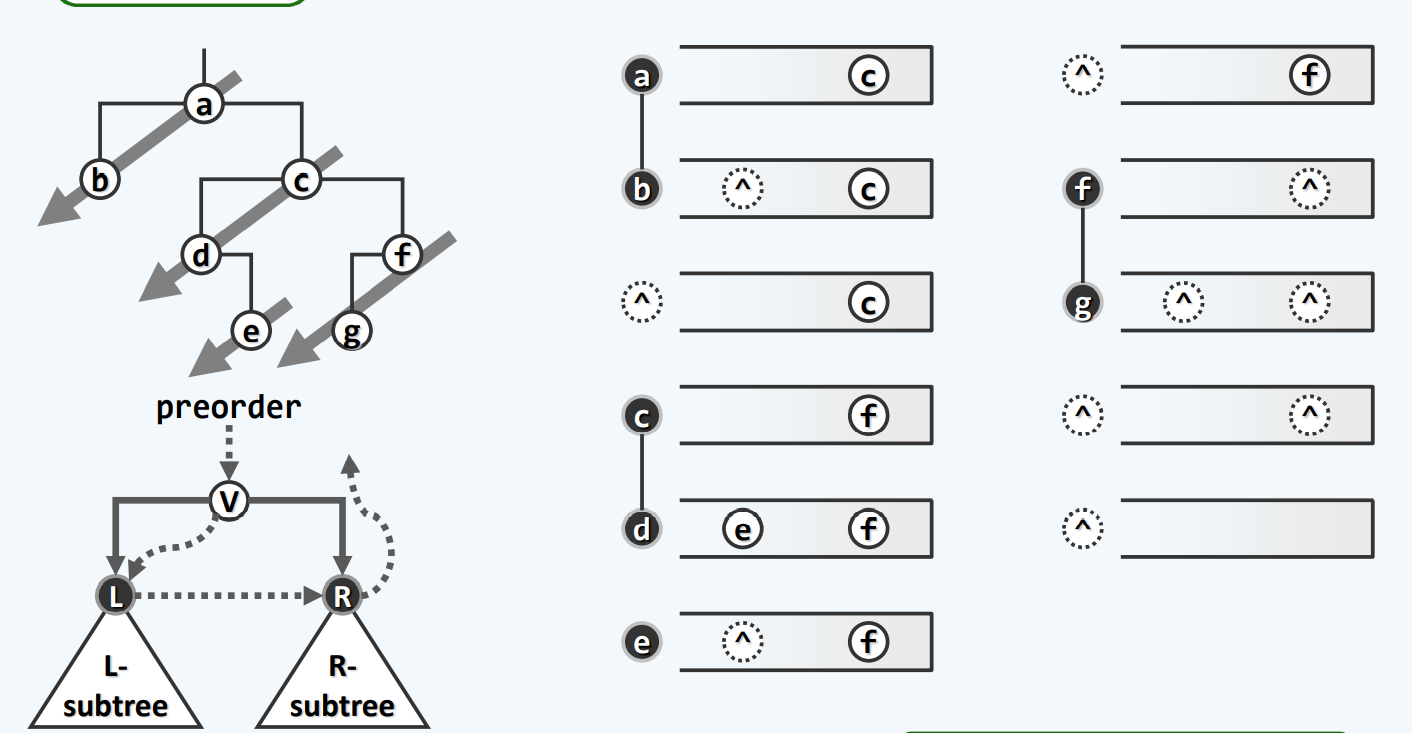 a
b c
d f
e g
preorder
V
L R
L- R-
subtree subtree
a c
b ^ c
^ c
c f
d e f
e ^ f
^ f
f ^
g ^ ^
^ ^
^